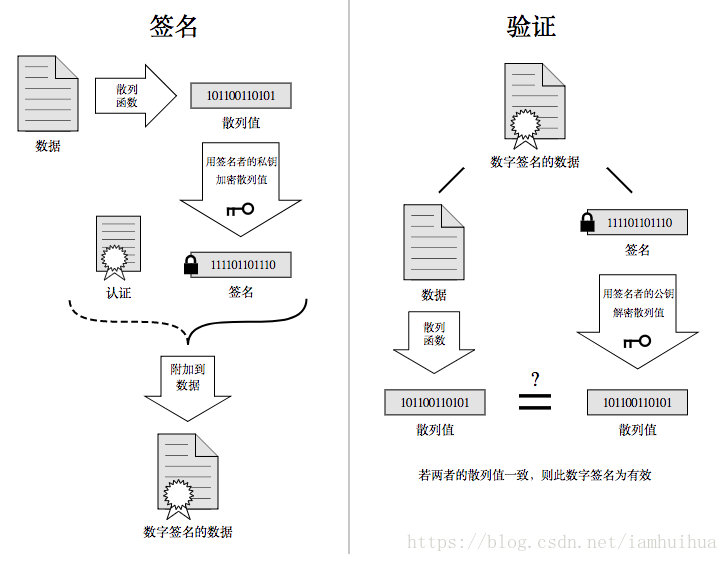 签名
散列
函数
101100110101
散列值
数据
用签名者的私钥
加密散列值
认证
111101101110
签名
附加到
数据
数字签名的数据
验证
数字签名的数据
数据
111101101110
签名
散列
函数
用签名者的公钥
解密散列值
101100110101
散列值
?
101100110101
散列值
若两者的散列值一致，则此数字签名为有效
https://blog.csdn.net/iamhuihua